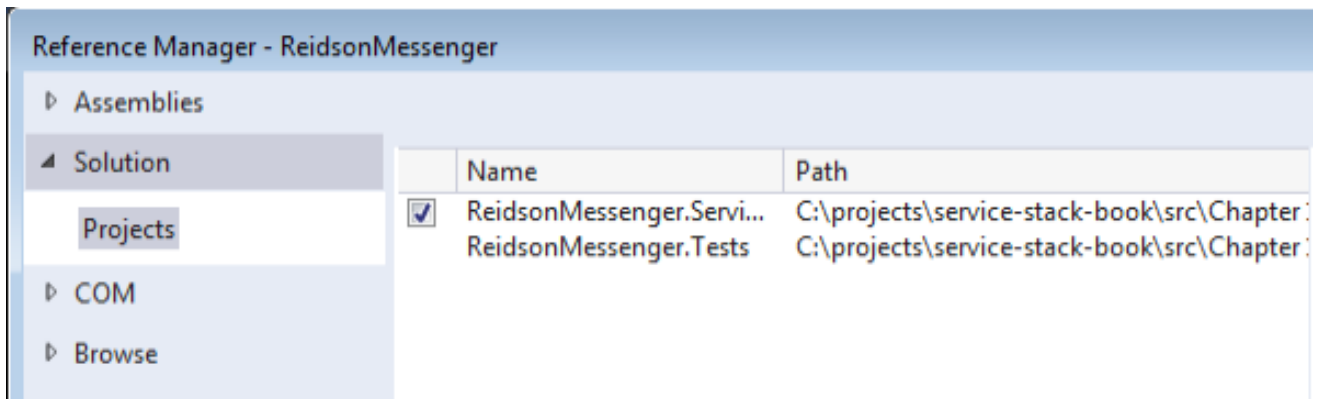 Reference Manager - ReidsonMessenger
Assemblies
Solution
Projects
COM
Browse
Name Path
ReidsonMessenger.Servi... C:\projects\service-stack-book\src\Chapter
ReidsonMessenger.Tests C:\projects\service-stack-book\src\Chapter